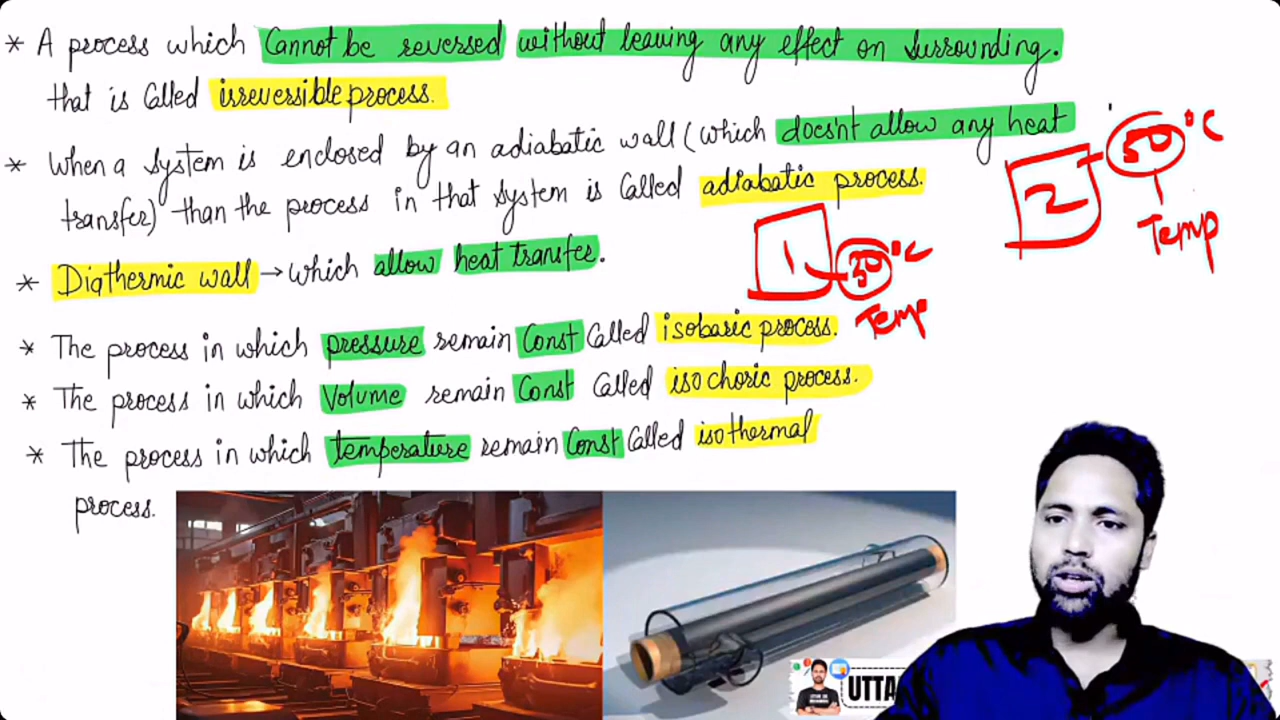 * A process which Cannot be reversed without leaving any effect on surrounding.
that is Called irreversible process.
* When a system is enclosed by an adiabatic wall (which does'nt allow any heat
transfer) than the process in that system is Called adiabatic process.
* Diathermic wall → which allow heat transfer.
* The process in which pressure remain Const Called isobaric process.
* The process in which Volume remain Const Called isochoric process.
* The process in which temperature remain Const Called isothermal
process.
2 50 °C
Temp
1 30 °C
Temp
UTTA